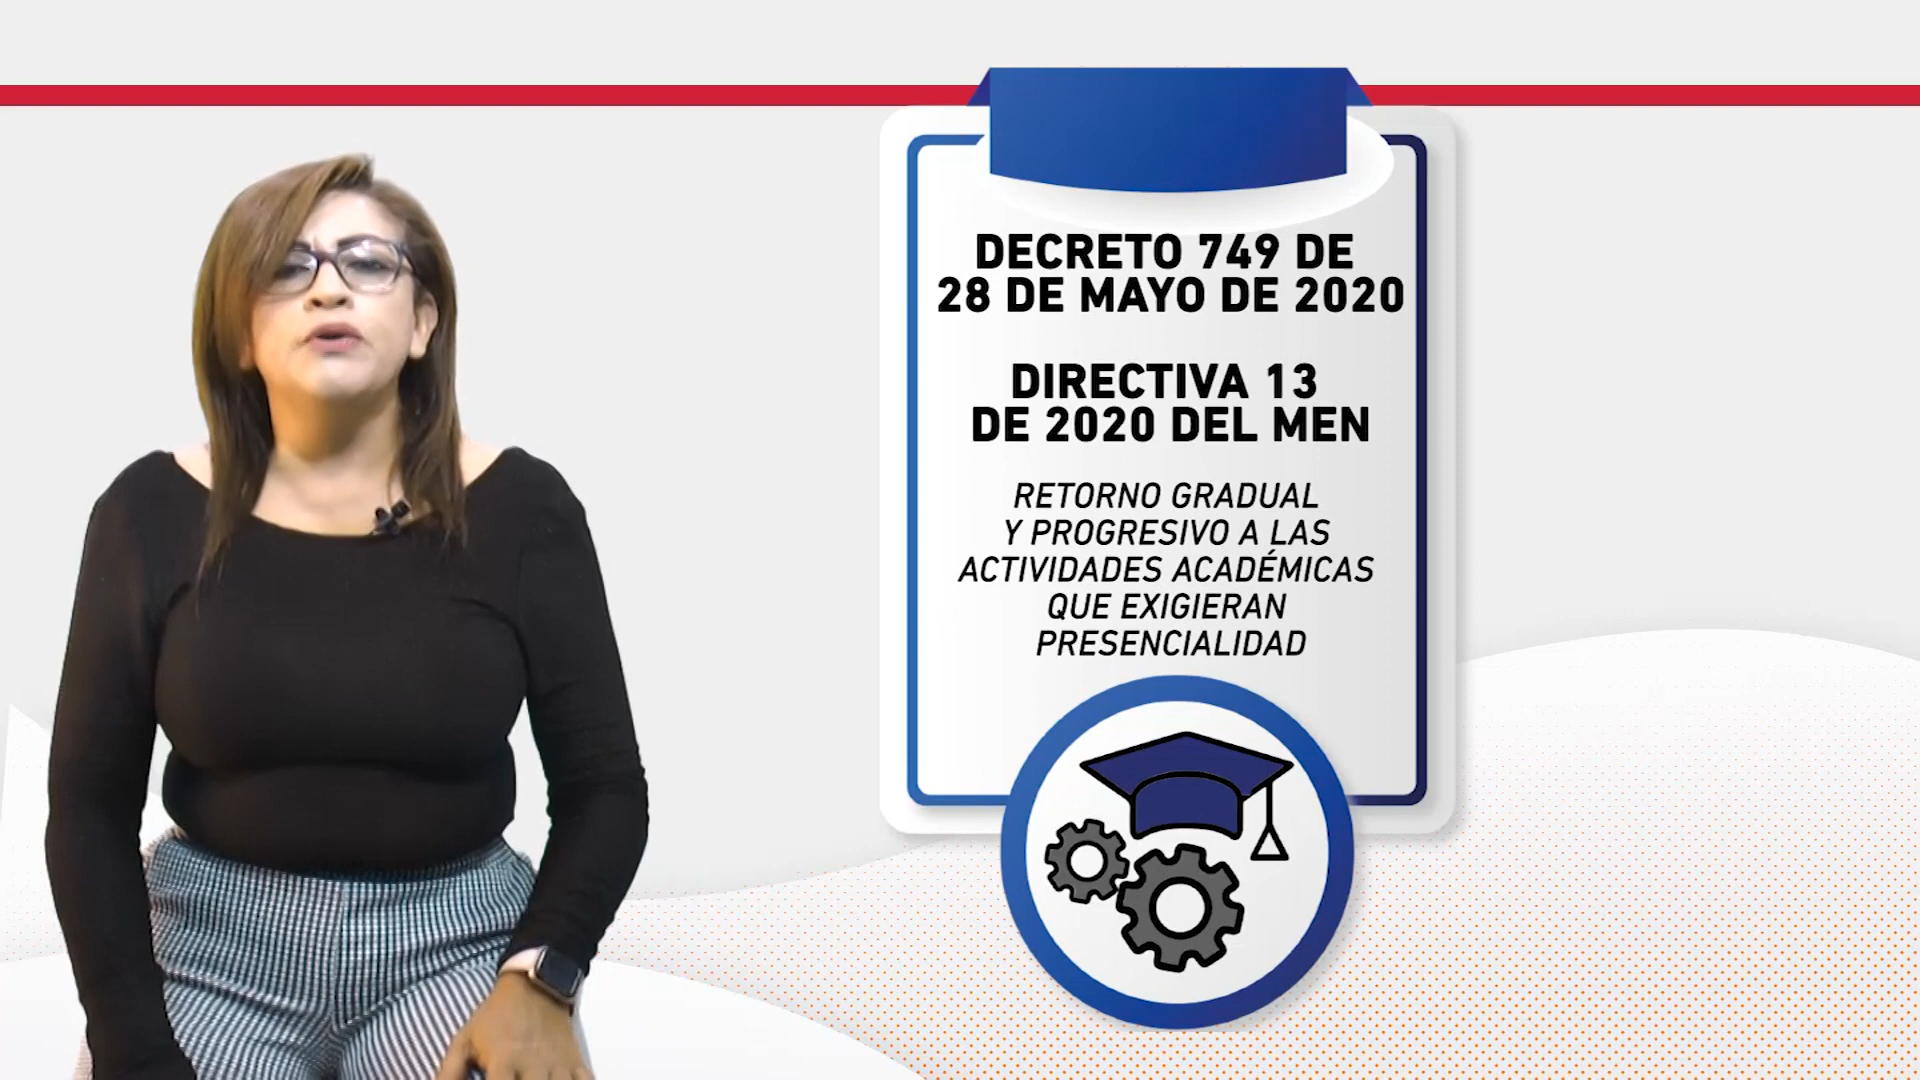 DECRETO 749 DE
28 DE MAYO DE 2020
DIRECTIVA 13
DE 2020 DEL MEN
RETORNO GRADUAL
Y PROGRESIVO A LAS
ACTIVIDADES ACADÉMICAS
QUE EXIGIERAN
PRESENCIALIDAD